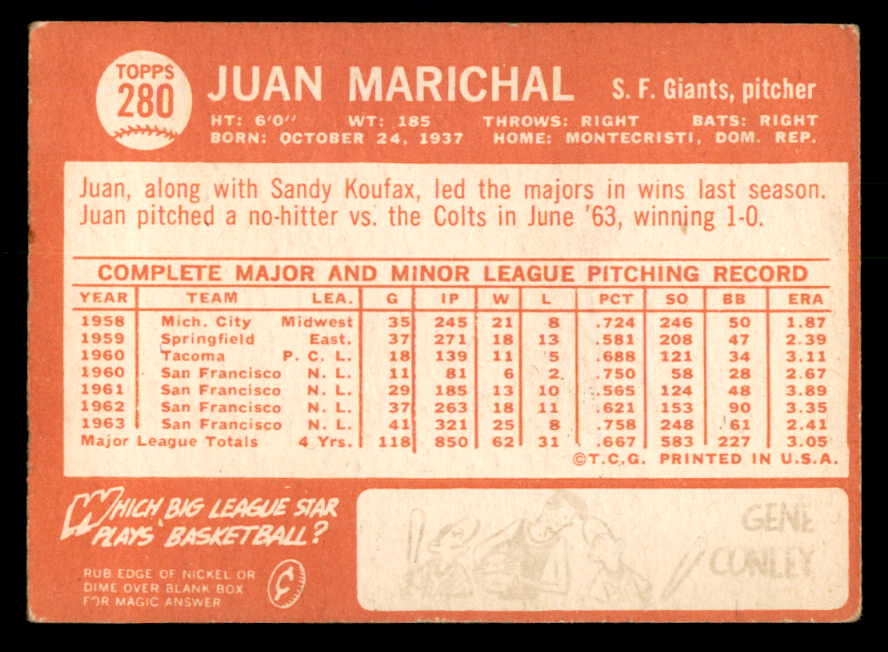 TOPPS
280
JUAN MARICHAL S. F. Giants, pitcher
HT: 6'0" WT: 185 THROWS: RIGHT BATS: RIGHT
BORN: OCTOBER 24, 1937 HOME: MONTECRISTI, DOM. REP.
Juan, along with Sandy Koufax, led the majors in wins last season.
Juan pitched a no-hitter vs. the Colts in June '63, winning 1-0.
COMPLETE MAJOR AND MINOR LEAGUE PITCHING RECORD
YEAR TEAM LEA. G IP W L PCT SO BB ERA
1958 Mich. City Midwest 35 245 21 8 .724 246 50 1.87
1959 Springfield East. 37 271 18 13 .581 208 47 2.39
1960 Tacoma P. C. L. 18 139 11 5 .688 121 34 3.11
1960 San Francisco N. L. 11 81 6 2 .750 58 28 2.67
1961 San Francisco N. L. 29 185 13 10 .565 124 48 3.89
1962 San Francisco N. L. 37 263 18 11 .621 153 90 3.35
1963 San Francisco N. L. 41 321 25 8 .758 248 61 2.41
Major League Totals 4 Yrs. 118 850 62 31 .667 583 227 3.05
©T.C.G. PRINTED IN U.S.A.
WHICH BIG LEAGUE STAR
PLAYS BASKETBALL?
RUB EDGE OF NICKEL OR
DIME OVER BLANK BOX
FOR MAGIC ANSWER
¢
GENE
CONLEY